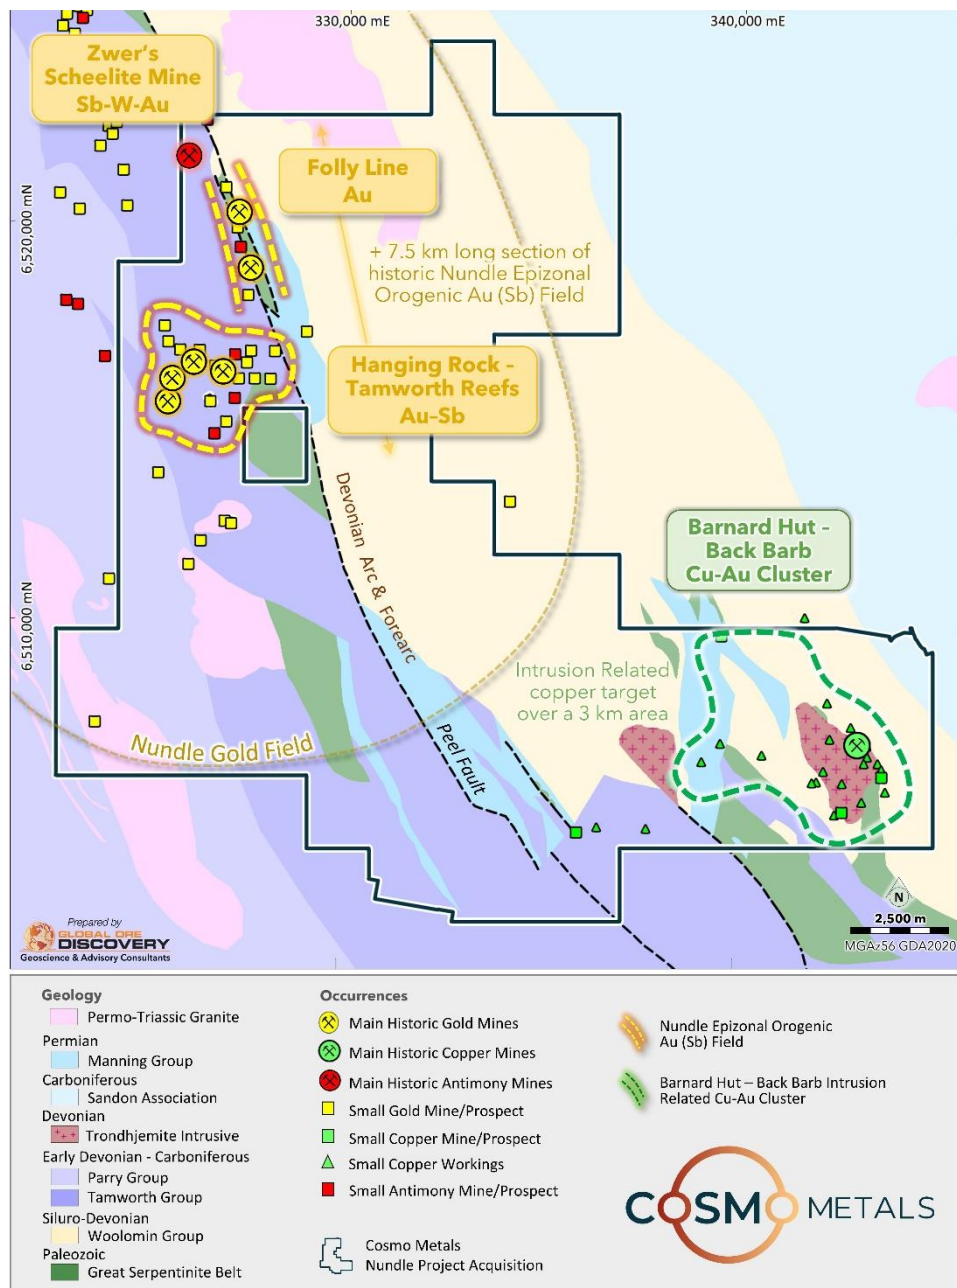 330,000 mE
340,000 mE
Zwer's
Scheelite Mine
Sb-W-Au
Folly Line
Au
6,520,000 mN
+ 7.5 km long section of
historic Nundle Epizonal
Orogenic Au (Sb) Field
Hanging Rock –
Tamworth Reefs
Au–Sb
Devonian Arc & Forearc
Barnard Hut –
Back Barb
Cu-Au Cluster
6,510,000 mN
Intrusion Related
copper target
over a 3 km area
Nundle Gold Field
Peel Fault
N
2,500 m
MGAz56 GDA2020
Prepared by
GLOBAL ORE
DISCOVERY
Geoscience & Advisory Consultants
Geology
Permo-Triassic Granite
Permian
Manning Group
Carboniferous
Sandon Association
Devonian
Trondhjemite Intrusive
Early Devonian - Carboniferous
Parry Group
Tamworth Group
Siluro-Devonian
Woolomin Group
Paleozoic
Great Serpentinite Belt
Occurrences
Main Historic Gold Mines
Main Historic Copper Mines
Main Historic Antimony Mines
Small Gold Mine/Prospect
Small Copper Mine/Prospect
Small Copper Workings
Small Antimony Mine/Prospect
Cosmo Metals
Nundle Project Acquisition
Nundle Epizonal Orogenic
Au (Sb) Field
Barnard Hut – Back Barb Intrusion
Related Cu-Au Cluster
COSMO METALS